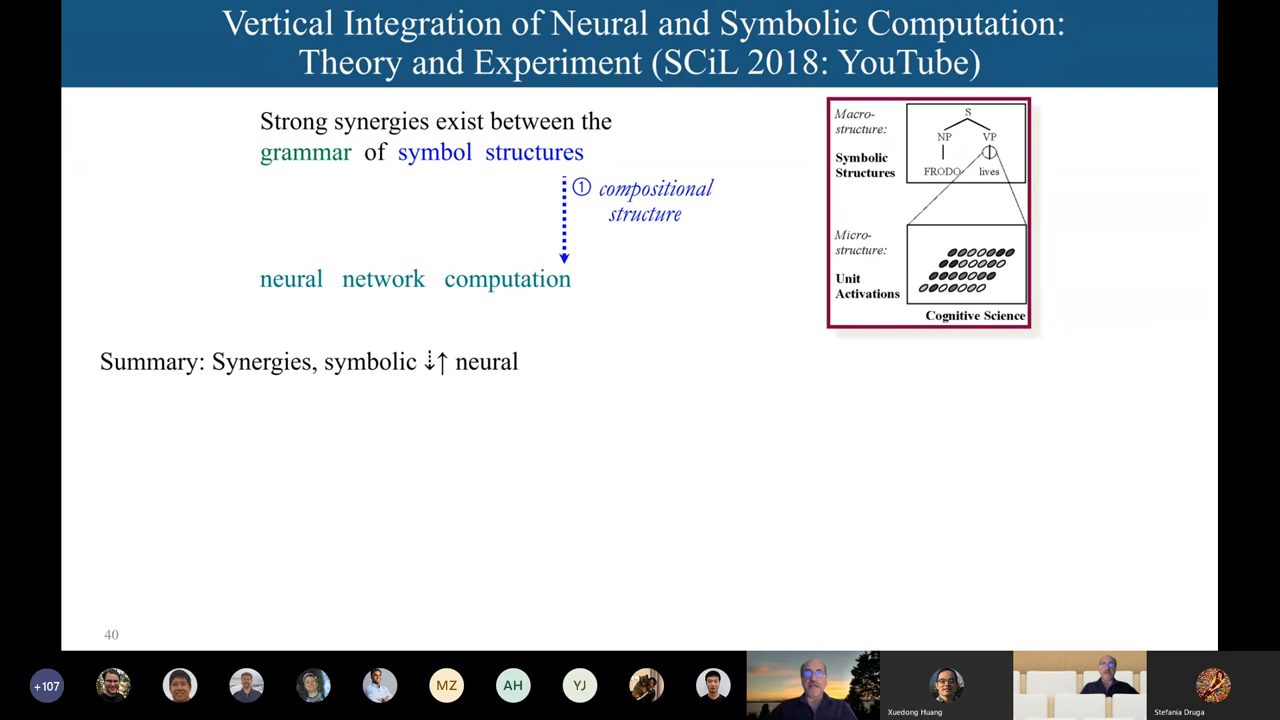 Vertical Integration of Neural and Symbolic Computation:
Theory and Experiment (SCiL 2018: YouTube)
Strong synergies exist between the
grammar of symbol structures
① compositional
structure
neural network computation
Summary: Synergies, symbolic ⇣↑ neural
Macro-
structure:
Symbolic
Structures
S
NP VP
FRODO lives
Micro-
structure:
Unit
Activations
Cognitive Science
40
+107
MZ
AH
YJ
Xuedong Huang
Stefania Druga